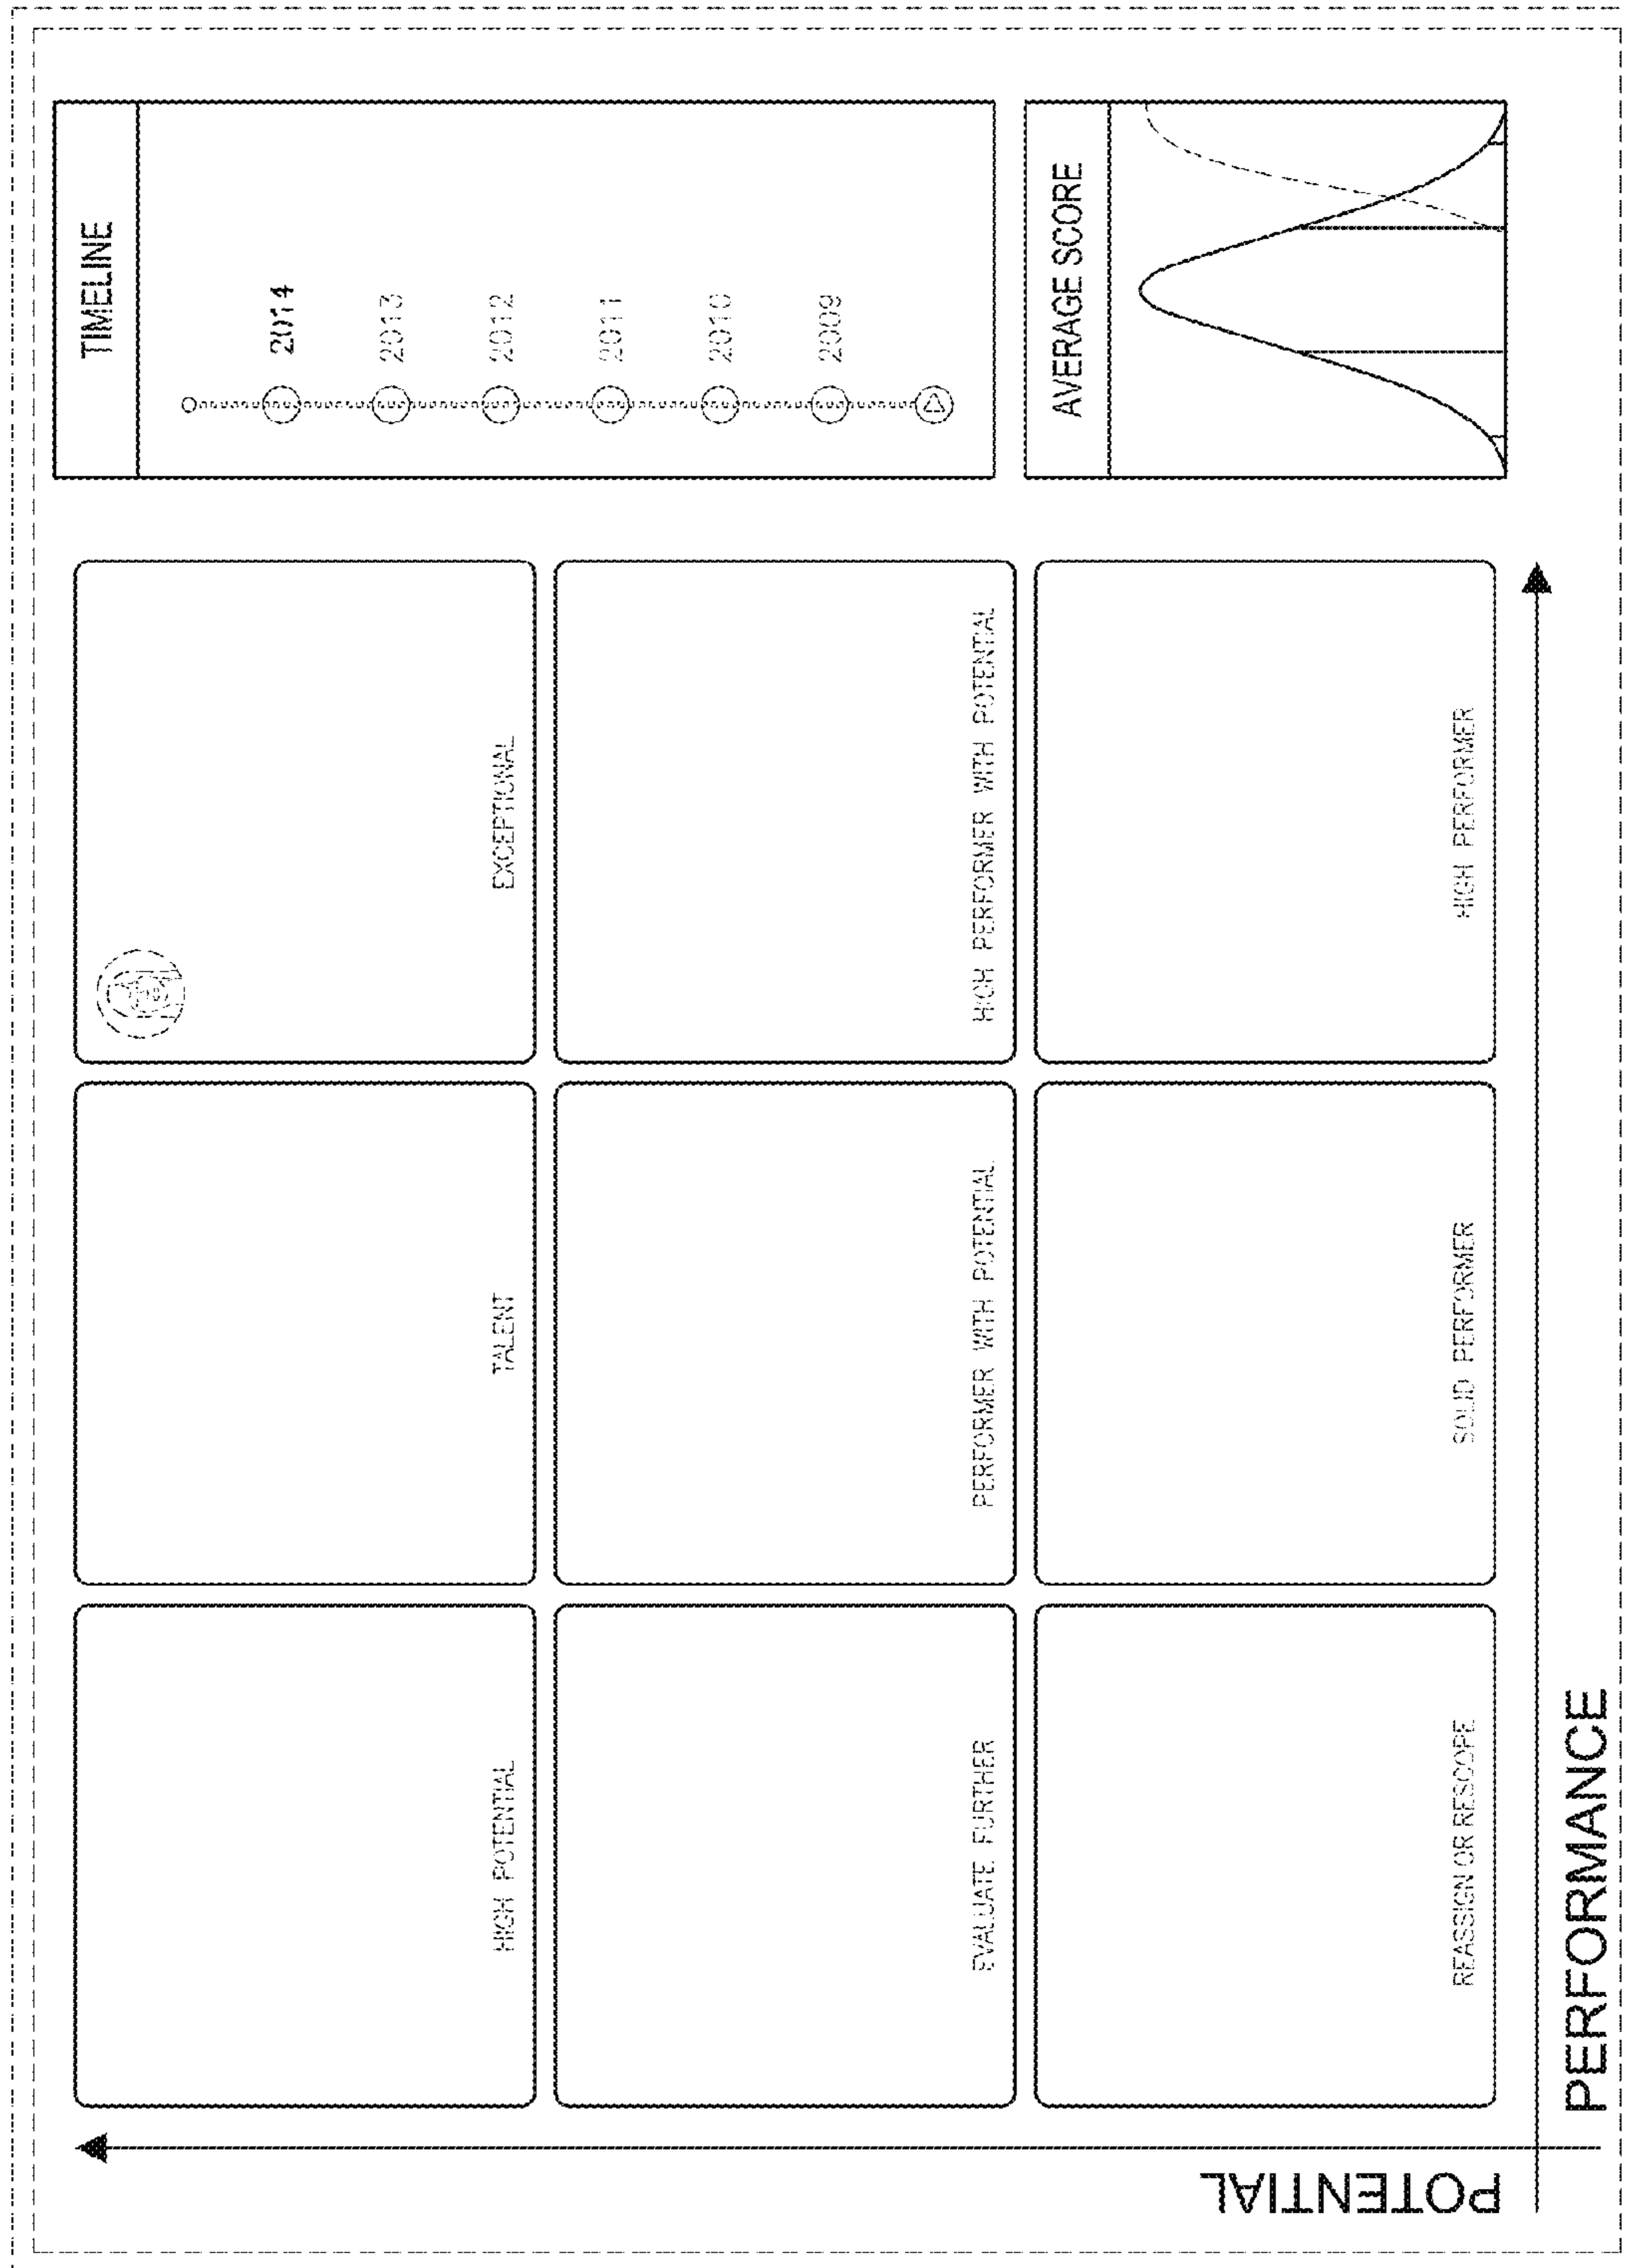 POTENTIAL
HIGH POTENTIAL
TALENT
EXCEPTIONAL
EVALUATE FURTHER
PERFORMER WITH POTENTIAL
HIGH PERFORMER WITH POTENTIAL
REASSIGN OR RESCOPE
SOLID PERFORMER
HIGH PERFORMER
PERFORMANCE
TIMELINE
2014
2013
2012
2011
2010
2009
AVERAGE SCORE